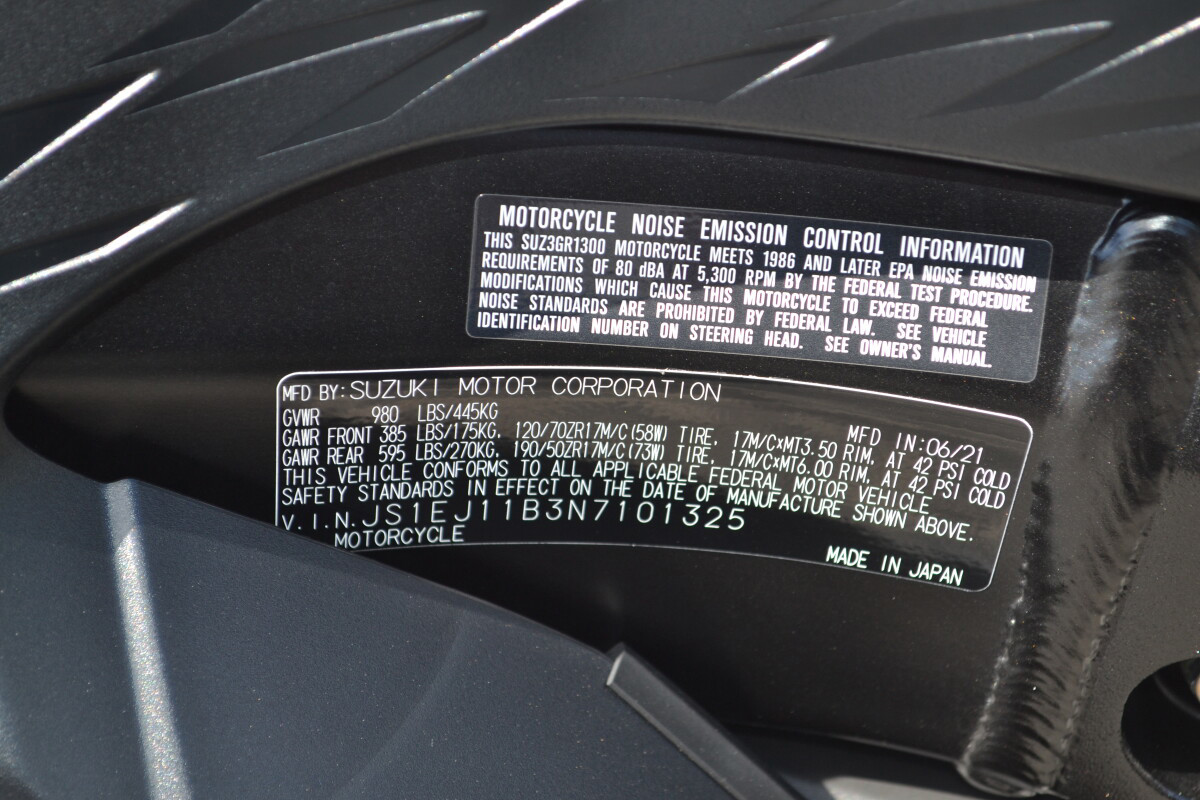 MOTORCYCLE NOISE EMISSION CONTROL INFORMATION
THIS SUZ3GR1300 MOTORCYCLE MEETS 1986 AND LATER EPA NOISE EMISSION
REQUIREMENTS OF 80 dBA AT 5,300 RPM BY THE FEDERAL TEST PROCEDURE.
MODIFICATIONS WHICH CAUSE THIS MOTORCYCLE TO EXCEED FEDERAL
NOISE STANDARDS ARE PROHIBITED BY FEDERAL LAW. SEE VEHICLE
IDENTIFICATION NUMBER ON STEERING HEAD. SEE OWNER'S MANUAL.
MFD BY: SUZUKI MOTOR CORPORATION
GVWR 980 LBS/445KG MFD IN: 06/21
GAWR FRONT 385 LBS/175KG, 120/70ZR17M/C(58W) TIRE, 17M/C×MT3.50 RIM, AT 42 PSI COLD
GAWR REAR 595 LBS/270KG, 190/50ZR17M/C(73W) TIRE, 17M/C×MT6.00 RIM, AT 42 PSI COLD
THIS VEHICLE CONFORMS TO ALL APPLICABLE FEDERAL MOTOR VEHICLE
SAFETY STANDARDS IN EFFECT ON THE DATE OF MANUFACTURE SHOWN ABOVE.
V.I.N. JS1EJ11B3N7101325
MOTORCYCLE MADE IN JAPAN